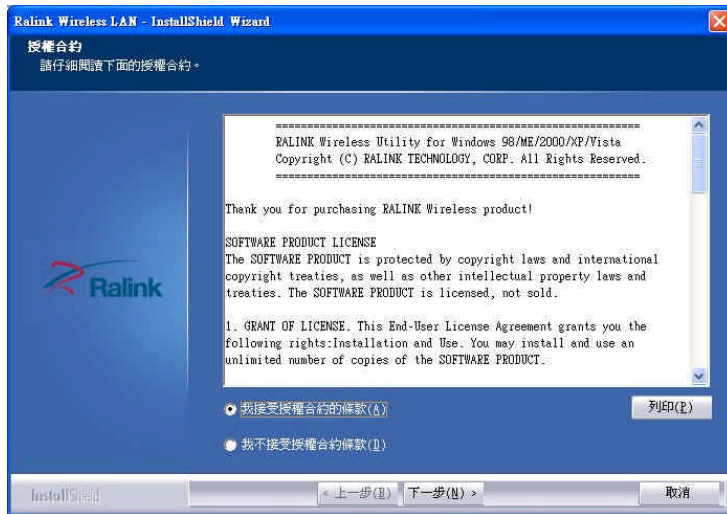 Ralink Wireless LAN - InstallShield Wizard
授權合約
請仔細閱讀下面的授權合約。
============================================================
RALINK Wireless Utility for Windows 98/ME/2000/XP/Vista
Copyright (C) RALINK TECHNOLOGY, CORP. All Rights Reserved.
============================================================
Thank you for purchasing RALINK Wireless product!
SOFTWARE PRODUCT LICENSE
The SOFTWARE PRODUCT is protected by copyright laws and international
copyright treaties, as well as other intellectual property laws and
treaties. The SOFTWARE PRODUCT is licensed, not sold.
1. GRANT OF LICENSE. This End-User License Agreement grants you the
following rights:Installation and Use. You may install and use an
unlimited number of copies of the SOFTWARE PRODUCT.
Ralink
我接受授權合約的條款(A)
列印(P)
我不接受授權合約條款(D)
InstallShield
< 上一步(B) 下一步(N) > 取消